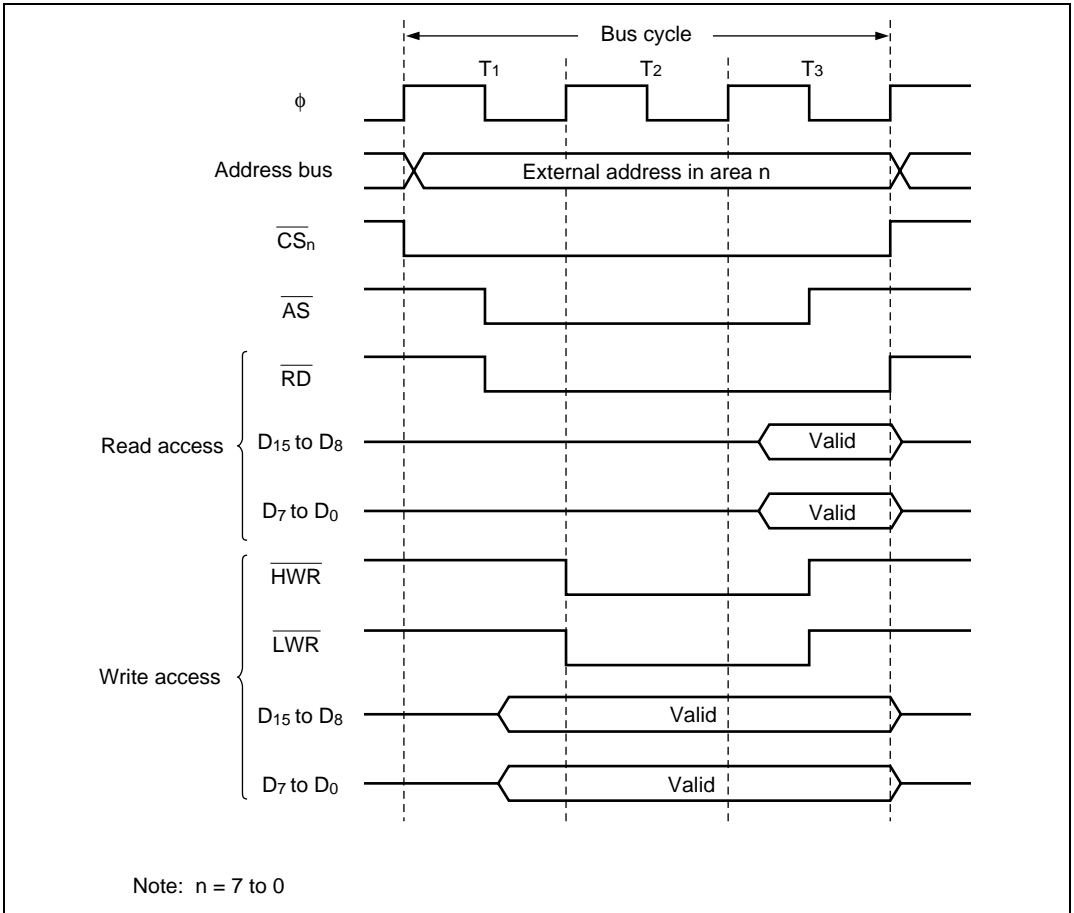 Bus cycle
T1 T2 T3
φ
Address bus
External address in area n
CSn
AS
RD
Read access
D15 to D8
Valid
D7 to D0
Valid
HWR
LWR
Write access
D15 to D8
Valid
D7 to D0
Valid
Note: n = 7 to 0